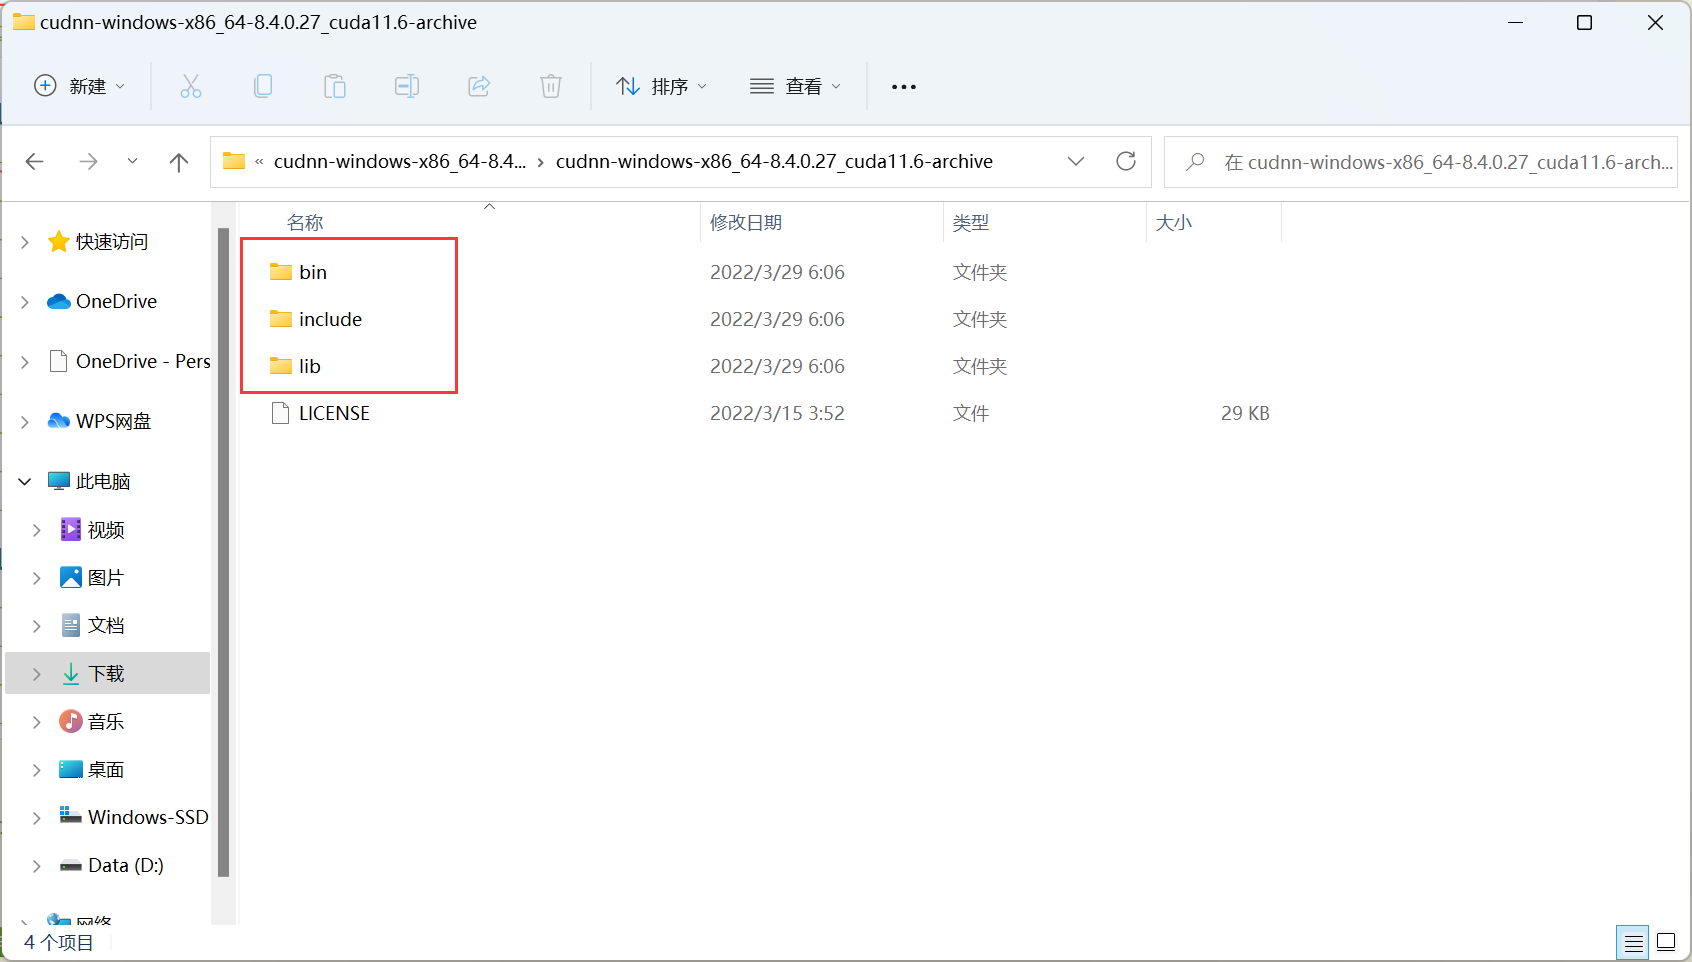 cudnn-windows-x86_64-8.4.0.27_cuda11.6-archive
新建 排序 查看
« cudnn-windows-x86_64-8.4... › cudnn-windows-x86_64-8.4.0.27_cuda11.6-archive 在 cudnn-windows-x86_64-8.4.0.27_cuda11.6-arch...
名称 修改日期 类型 大小
bin 2022/3/29 6:06 文件夹
include 2022/3/29 6:06 文件夹
lib 2022/3/29 6:06 文件夹
LICENSE 2022/3/15 3:52 文件 29 KB
快速访问
OneDrive
OneDrive - Pers
WPS网盘
此电脑
视频
图片
文档
下载
音乐
桌面
Windows-SSD
Data (D:)
网络
4 个项目